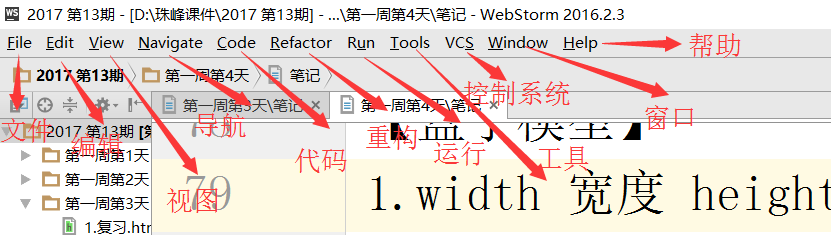 WS 2017 第13期 - [D:\珠峰课件\2017 第13期] - ...\第一周第4天\笔记 - WebStorm 2016.2.3
File Edit View Navigate Code Refactor Run Tools VCS Window Help 帮助
2017 第13期 第一周第4天 笔记 控制系统 窗口
第一周第3天\笔记 第一周第4天\笔记
文件 编辑 导航 代码 重构 运行 工具
2017 第13期
【盒子模型】
第一周第1天
第一周第2天
视图 79 1.width 宽度 height
第一周第3天
1.复习.htm